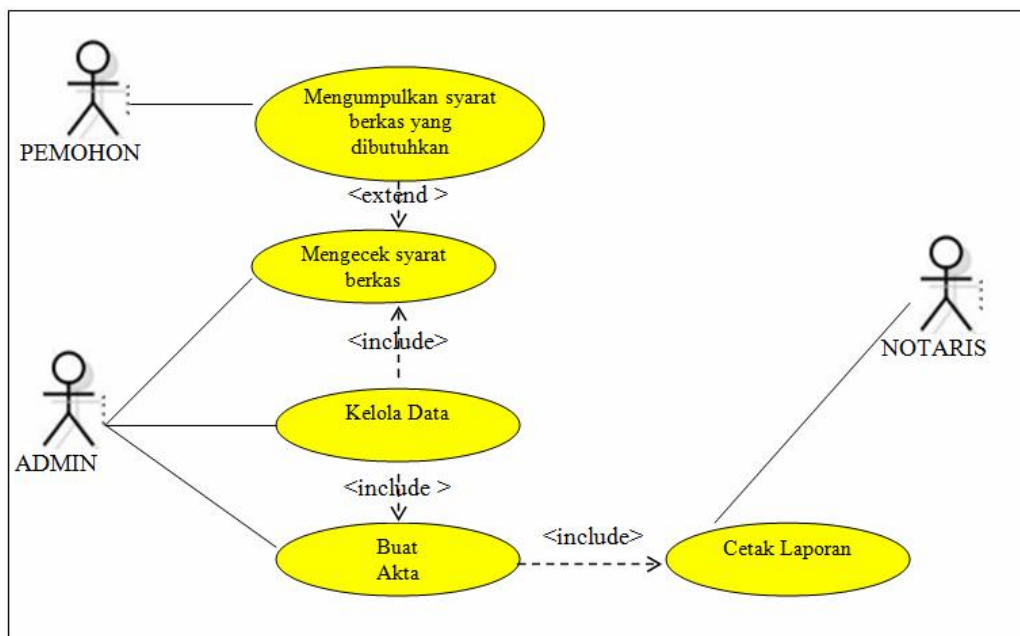 Mengumpulkan syarat
berkas yang
dibutuhkan
PEMOHON
<extend >
Mengecek syarat
berkas
<include>
NOTARIS
Kelola Data
ADMIN
<include >
Buat
Akta
<include>
Cetak Laporan